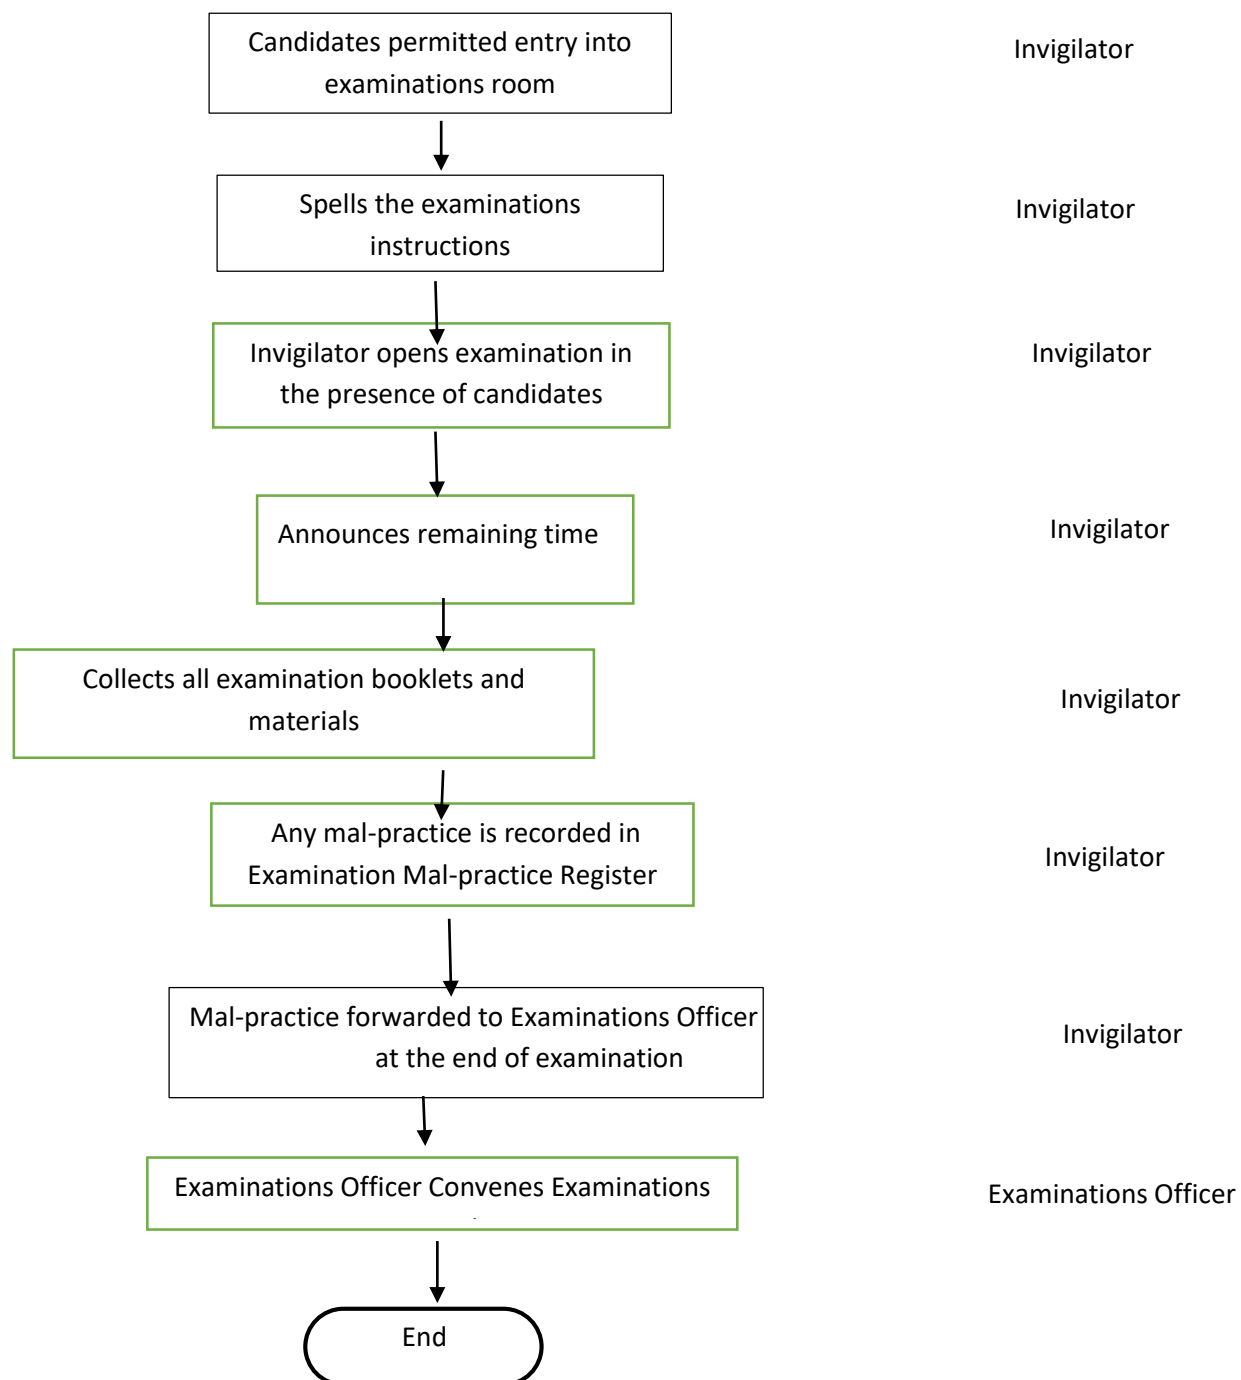 Candidates permitted entry into
examinations room
Invigilator
Spells the examinations
instructions
Invigilator
Invigilator opens examination in
the presence of candidates
Invigilator
Announces remaining time
Invigilator
Collects all examination booklets and
materials
Invigilator
Any mal-practice is recorded in
Examination Mal-practice Register
Invigilator
Mal-practice forwarded to Examinations Officer
at the end of examination
Invigilator
Examinations Officer Convenes Examinations
Examinations Officer
End